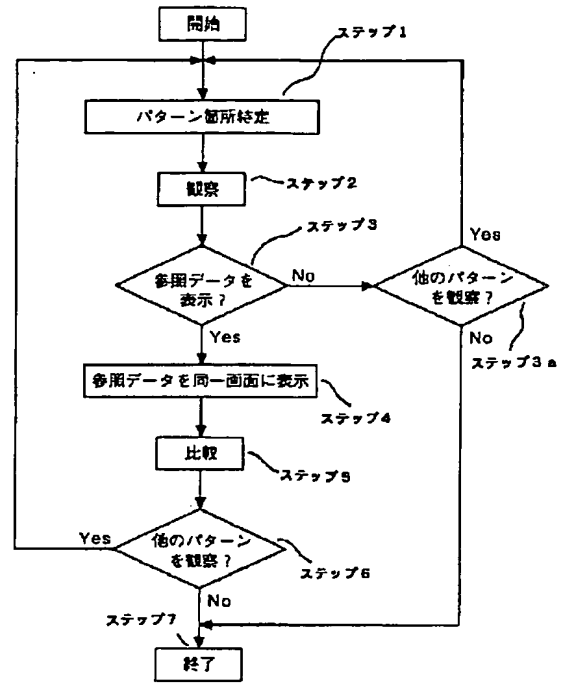 開始
ステップ1
パターン箇所特定
観察
ステップ2
ステップ3
参照データを
表示?
No
Yes
他のパターン
を観察?
Yes
No
ステップ3a
参照データを同一画面に表示
ステップ4
比較
ステップ5
他のパターン
を観察?
Yes
ステップ6
No
ステップ7
終了